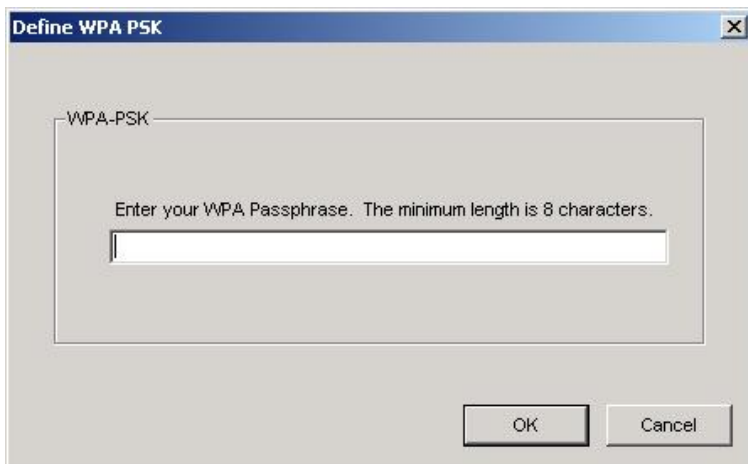 Define WPA PSK
WPA-PSK
Enter your WPA Passphrase. The minimum length is 8 characters.
OK
Cancel